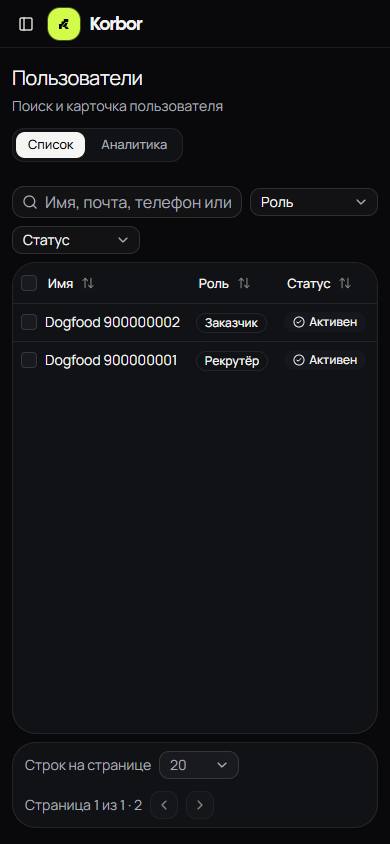 Korbor
Пользователи
Поиск и карточка пользователя
Список Аналитика
Имя, почта, телефон или Роль
Статус
Имя Роль Статус
Dogfood 900000002 Заказчик Активен
Dogfood 900000001 Рекрутёр Активен
Строк на странице 20
Страница 1 из 1 · 2